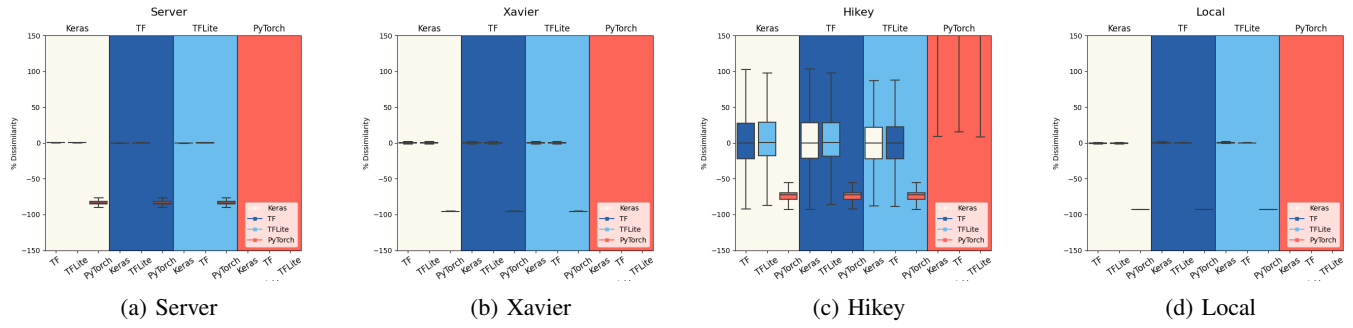 Server
Keras TF TFLite PyTorch
% Dissimilarity
150
100
50
0
−50
−100
−150
Keras
TF
TFLite
PyTorch
TF TFLite PyTorch Keras TFLite PyTorch Keras TF PyTorch Keras TF TFLite
(a) Server
Xavier
Keras TF TFLite PyTorch
% Dissimilarity
150
100
50
0
−50
−100
−150
Keras
TF
TFLite
PyTorch
TF TFLite PyTorch Keras TFLite PyTorch Keras TF PyTorch Keras TF TFLite
(b) Xavier
Hikey
Keras TF TFLite PyTorch
% Dissimilarity
150
100
50
0
−50
−100
−150
Keras
TF
TFLite
PyTorch
TF TFLite PyTorch Keras TFLite PyTorch Keras TF PyTorch Keras TF TFLite
(c) Hikey
Local
Keras TF TFLite PyTorch
% Dissimilarity
150
100
50
0
−50
−100
−150
Keras
TF
TFLite
PyTorch
TF TFLite PyTorch Keras TFLite PyTorch Keras TF PyTorch Keras TF TFLite
(d) Local